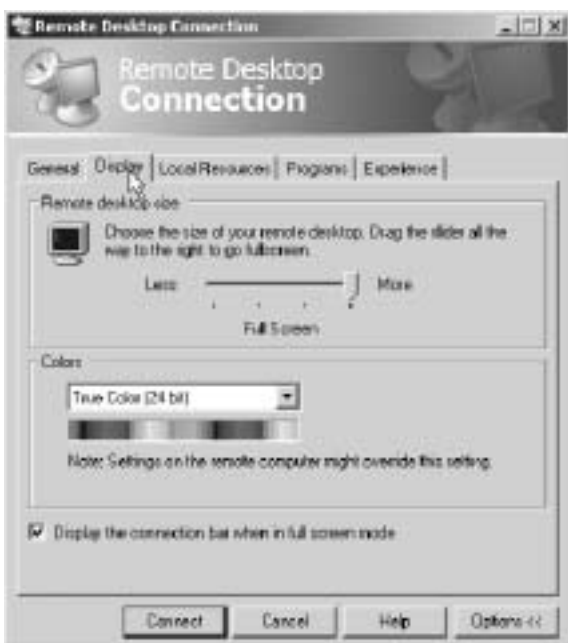 Remote Desktop Connection
Remote Desktop
Connection
General Display Local Resources Programs Experience
Remote desktop size
Choose the size of your remote desktop. Drag the slider all the
way to the right to go fullscreen.
Less More
Full Screen
Colors
True Color (24 bit)
Note: Settings on the remote computer might override this setting.
Display the connection bar when in full screen mode
Connect Cancel Help Options <<